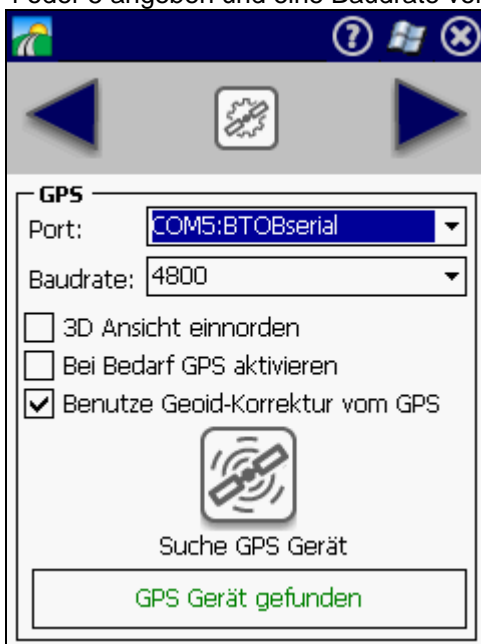 GPS
Port: COM5:BTOBserial
Baudrate: 4800
3D Ansicht einnorden
Bei Bedarf GPS aktivieren
Benutze Geoid-Korrektur vom GPS
Suche GPS Gerät
GPS Gerät gefunden